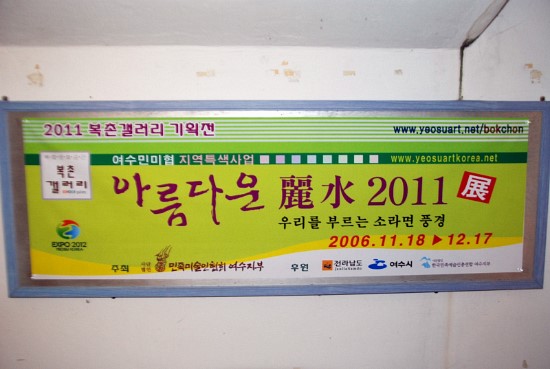 2011 복촌갤러리 기획전
www.yeosuart.net/bokchon
여수민미협 지역특색사업
www.yeosuartkorea.net
복촌
갤러리
아름다운 麗水 2011 展
우리를 부르는 소라면 풍경
2006.11.18 ▶ 12.17
EXPO 2012
YEOSU KOREA
주최 민족미술인협회 여수지부 후원 전라남도 여수시